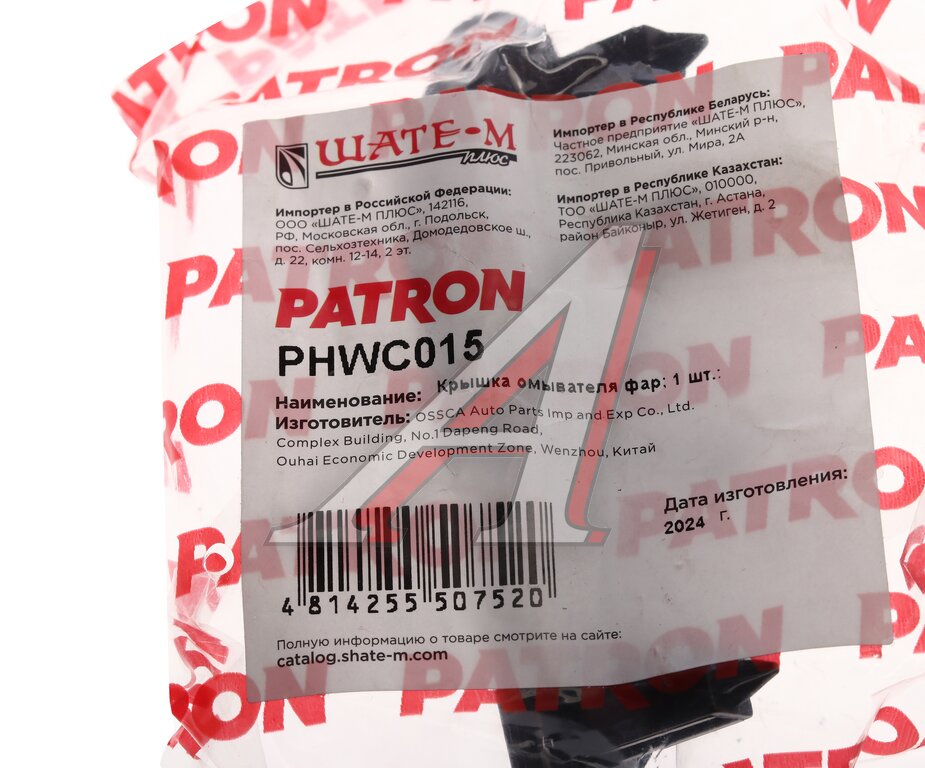 ШАТЕ-М
ПЛЮС
Импортер в Российской Федерации:
ООО «ШАТЕ-М ПЛЮС», 142116,
РФ, Московская обл., г. Подольск,
пос. Сельхозтехника, Домодедовское ш.,
д. 22, комн. 12-14, 2 эт.
Импортер в Республике Беларусь:
Частное предприятие «ШАТЕ-М ПЛЮС»,
223062, Минская обл., Минский р-н,
пос. Привольный, ул. Мира, 2А
Импортер в Республике Казахстан:
ТОО «ШАТЕ-М ПЛЮС», 010000,
Республика Казахстан, г. Астана,
район Байконыр, ул. Жетиген, д. 2
PATRON
PHWC015
Наименование: Крышка омывателя фар; 1 шт.:
Изготовитель: OSSCA Auto Parts Imp and Exp Co., Ltd.
Complex Building, No.1 Dapeng Road,
Ouhai Economic Development Zone, Wenzhou, Китай
Дата изготовления:
2024 г.
4 814255 507520
Полную информацию о товаре смотрите на сайте:
catalog.shate-m.com